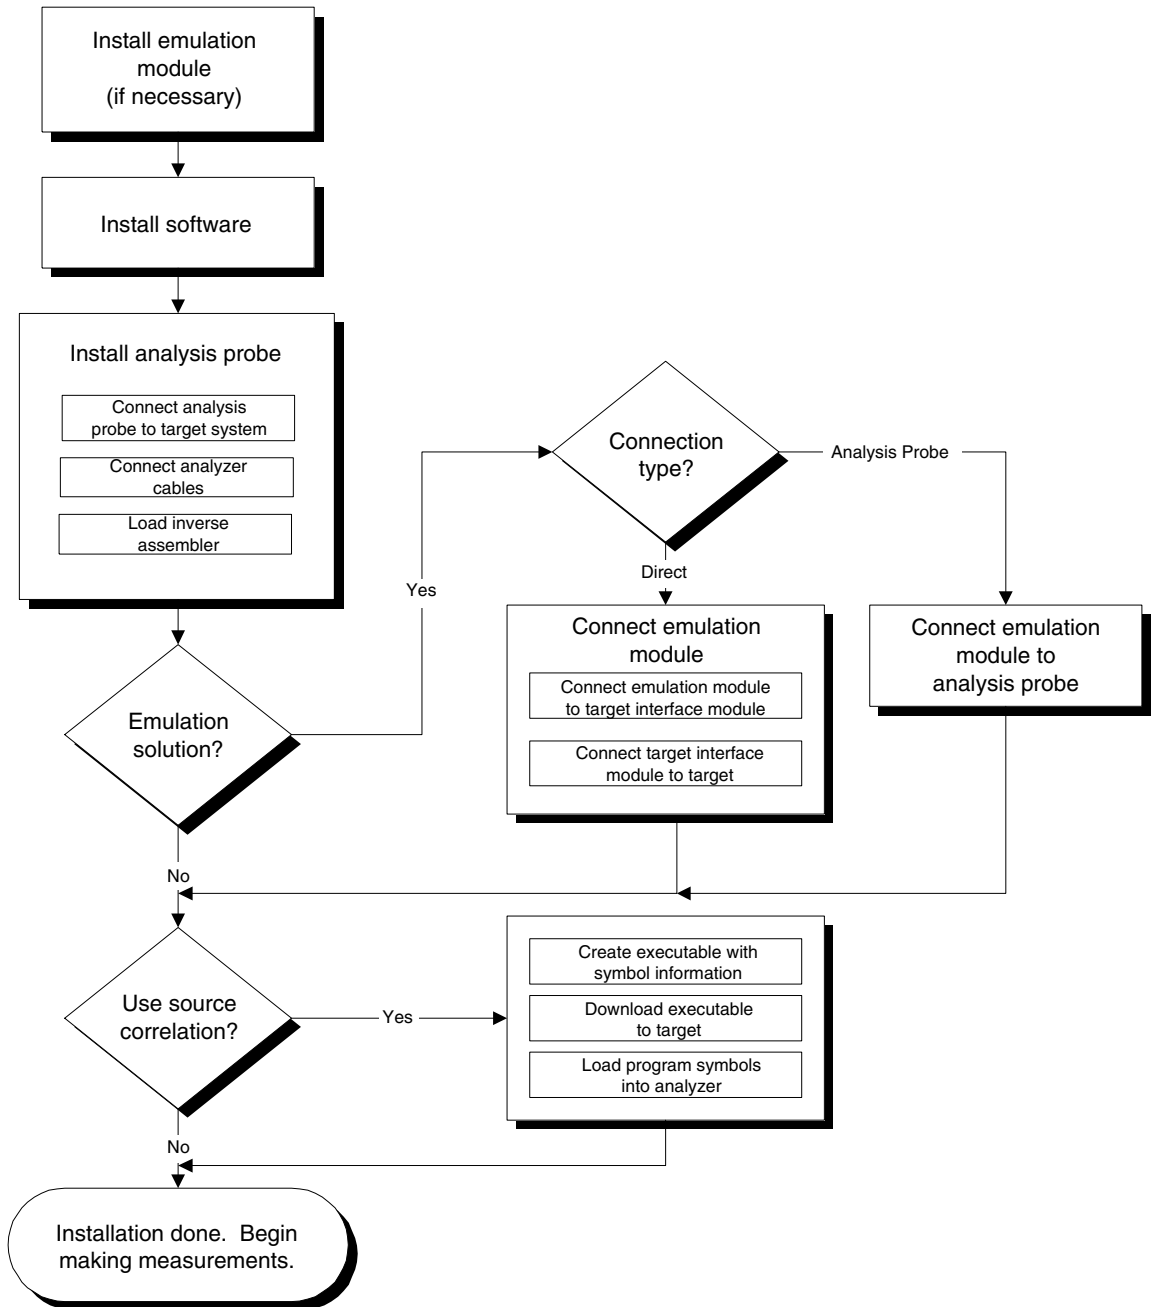 Install emulation
module
(if necessary)
Install software
Install analysis probe
Connect analysis
probe to target system
Connect analyzer
cables
Load inverse
assembler
Connection
type?
Analysis Probe
Direct
Yes
Connect emulation
module
Connect emulation module
to target interface module
Connect target interface
module to target
Connect emulation
module to
analysis probe
Emulation
solution?
No
Use source
correlation?
Yes
Create executable with
symbol information
Download executable
to target
Load program symbols
into analyzer
No
Installation done.  Begin
making measurements.